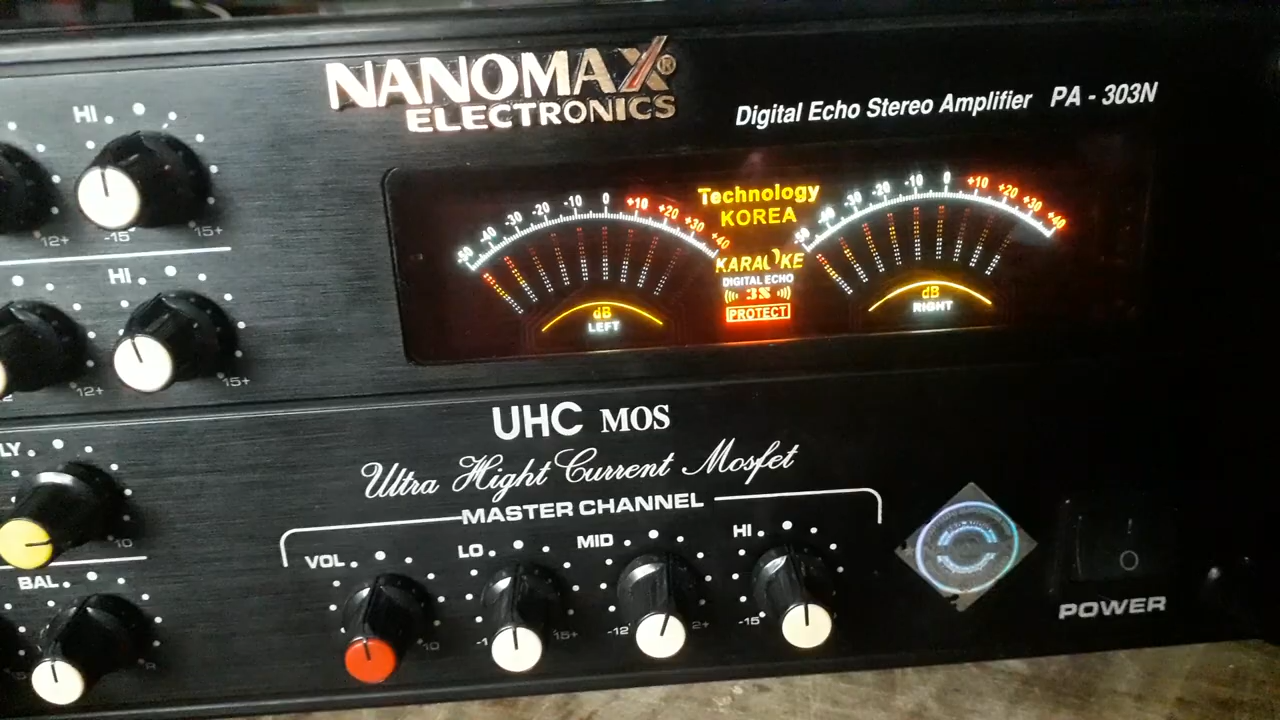 NANOMAX®
ELECTRONICS
Digital Echo Stereo Amplifier PA - 303N
HI
12+ -15 15+
HI
12+ 15+
-50 -40 -30 -20 -10 0 +10 +20 +30 +40
dB
LEFT
Technology
KOREA
KARAOKE
DIGITAL ECHO
3S
PROTECT
-50 -40 -30 -20 -10 0 +10 +20 +30 +40
dB
RIGHT
UHC MOS
Ultra Hight Current Mosfet
MASTER CHANNEL
VOL LO MID HI
10 -1 15+ -12 2+ -15
LY
10
BAL
R
POWER